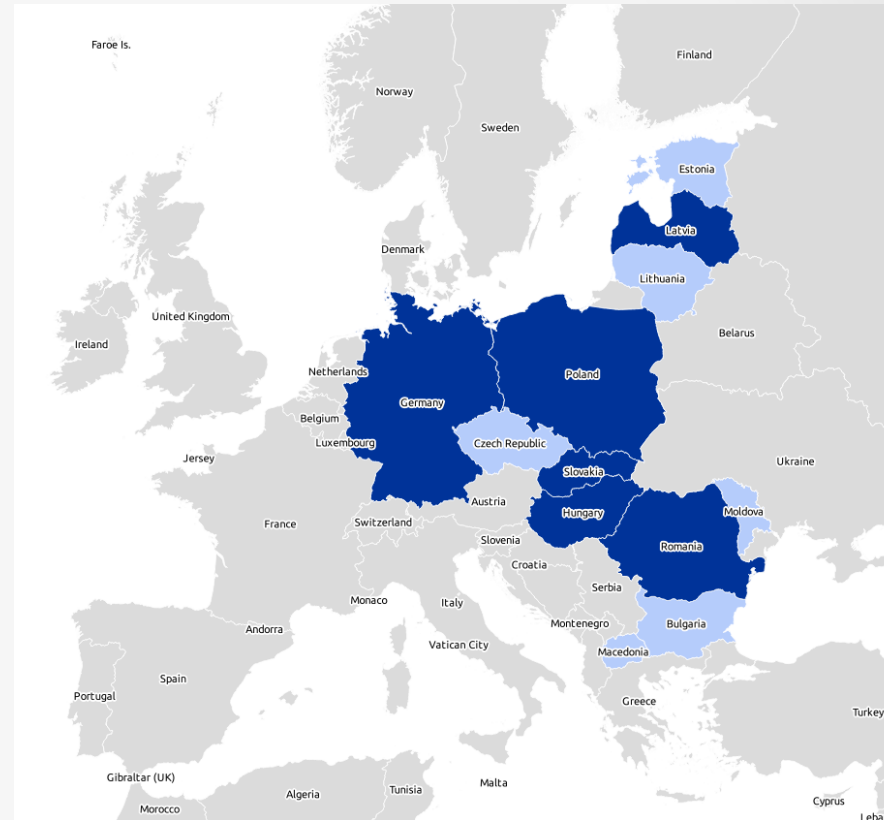 Faroe Is.
Finland
Norway
Sweden
Estonia
Latvia
Denmark
Lithuania
United Kingdom
Belarus
Ireland
Netherlands
Poland
Germany
Belgium
Luxembourg
Czech Republic
Jersey
Ukraine
Slovakia
Austria
Moldova
Hungary
France
Switzerland
Slovenia
Romania
Croatia
Serbia
Monaco
Italy
Montenegro
Bulgaria
Andorra
Vatican City
Macedonia
Spain
Portugal
Greece
Turkey
Gibraltar (UK)
Malta
Tunisia
Algeria
Cyprus
Morocco
Leba